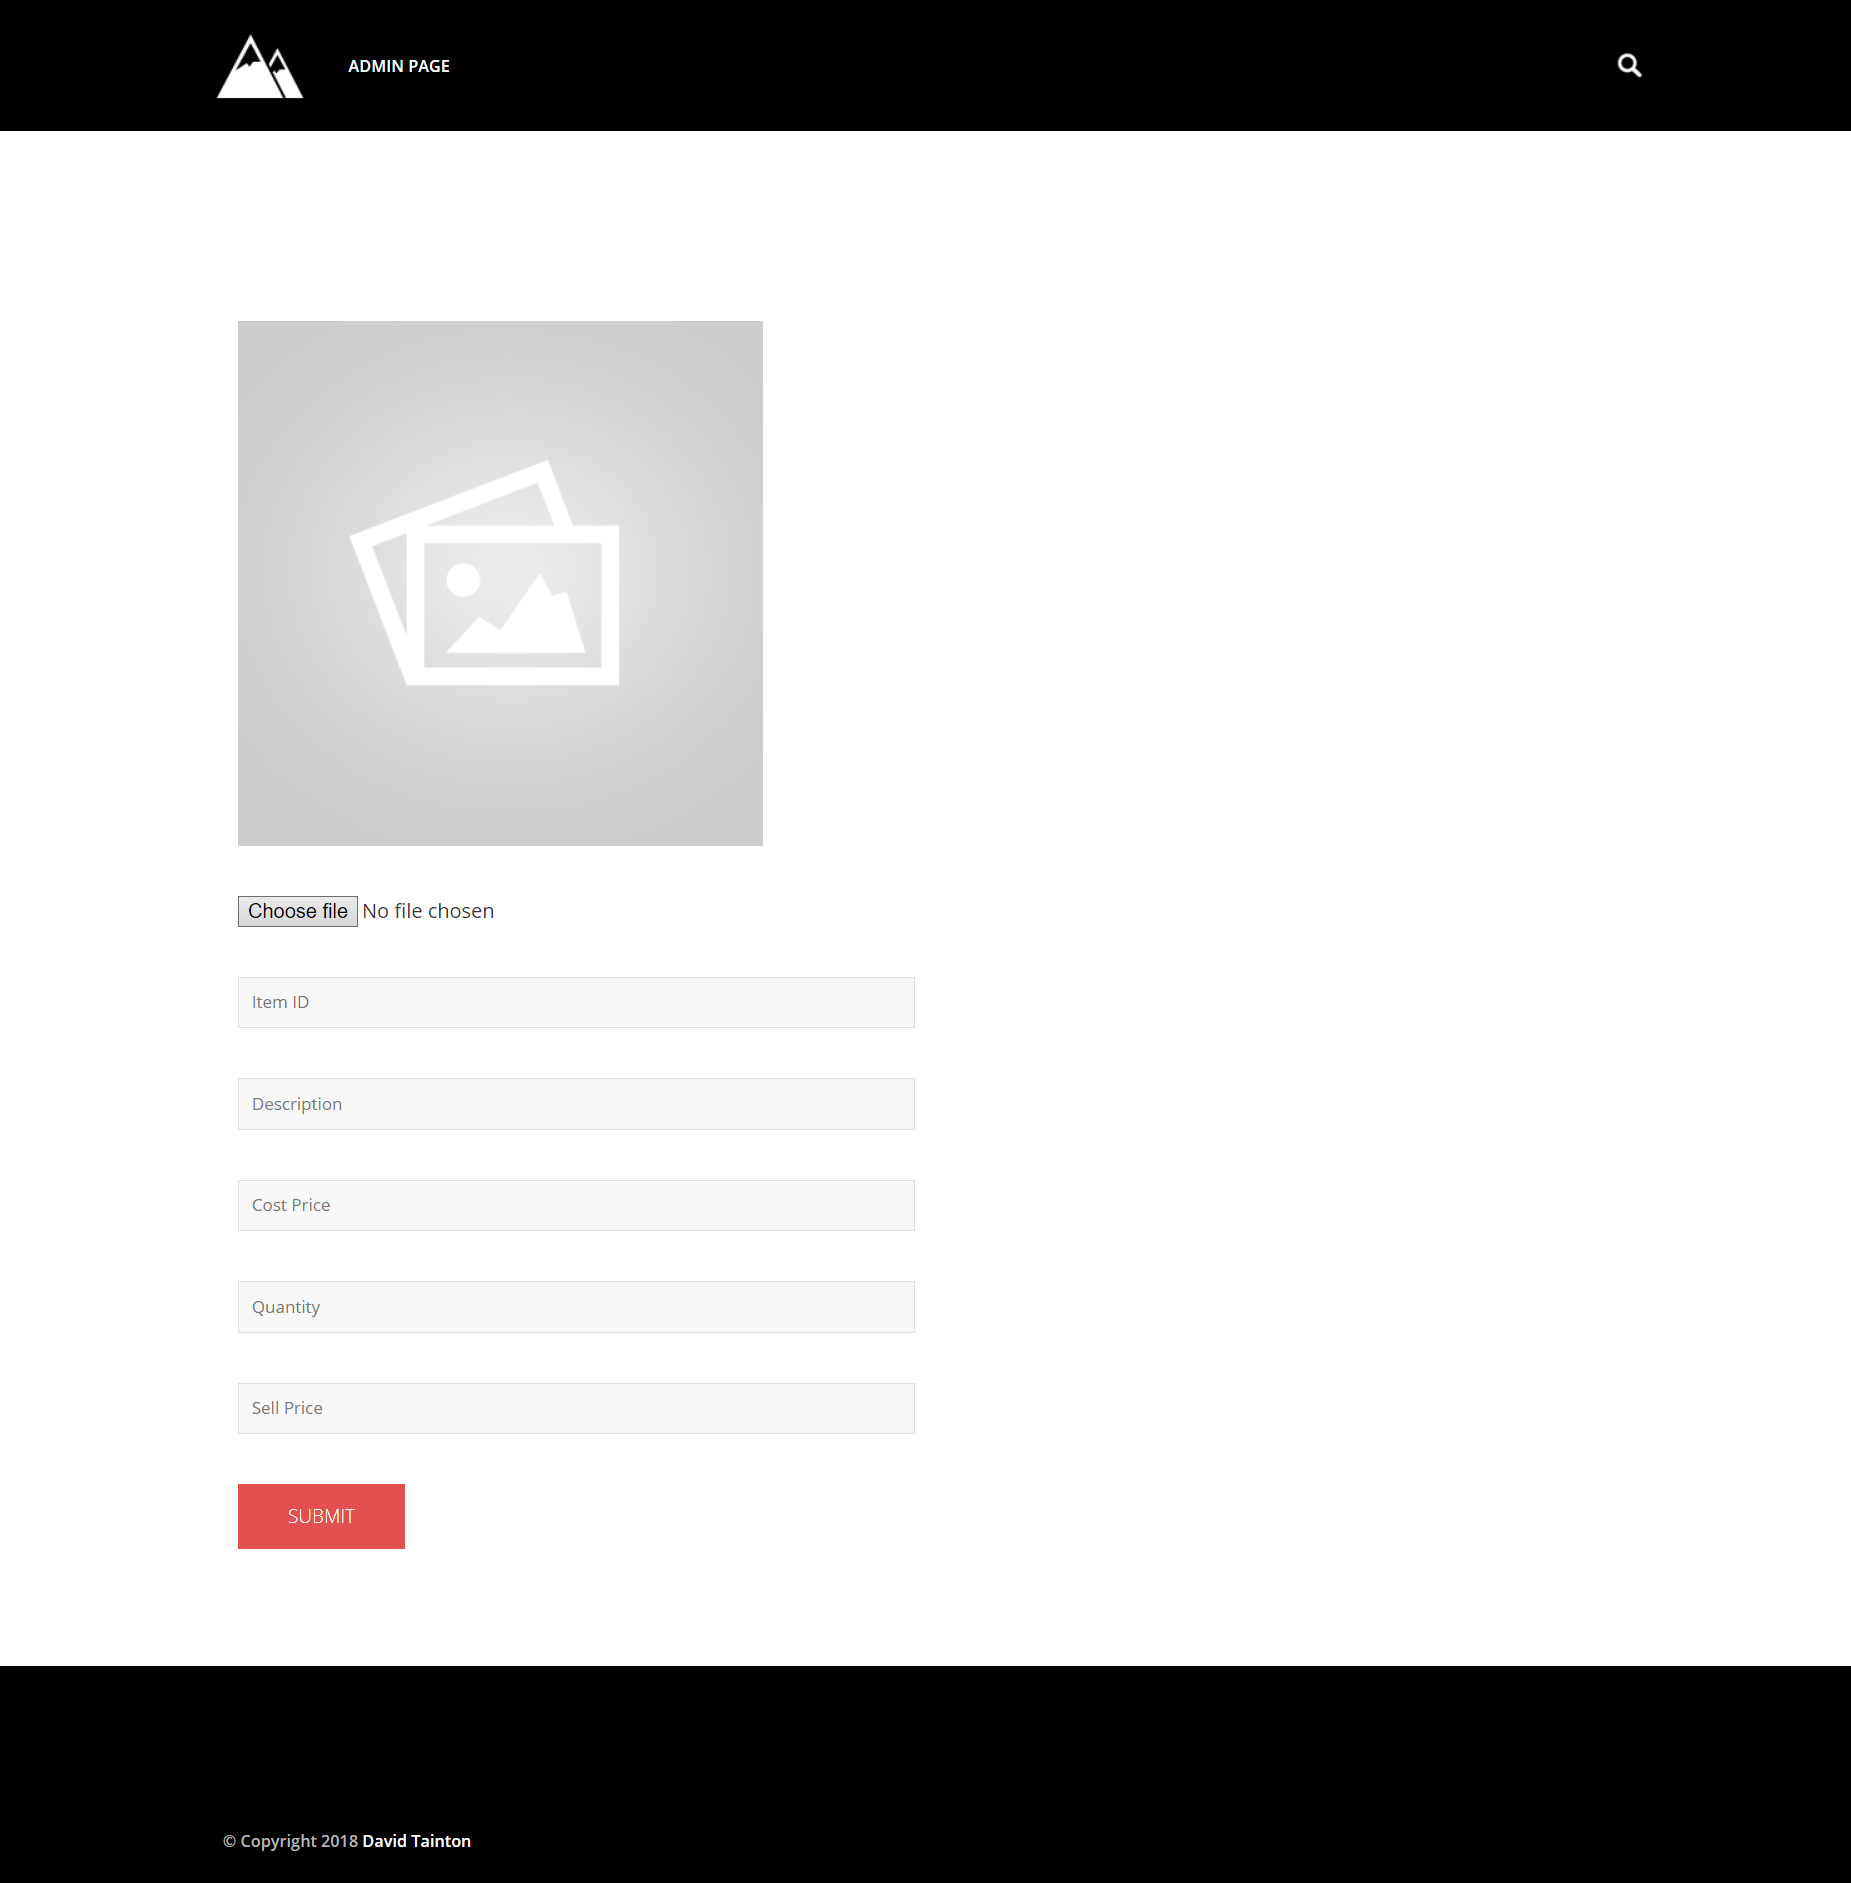 ADMIN PAGE
Choose file No file chosen
Item ID
Description
Cost Price
Quantity
Sell Price
SUBMIT
© Copyright 2018 David Tainton